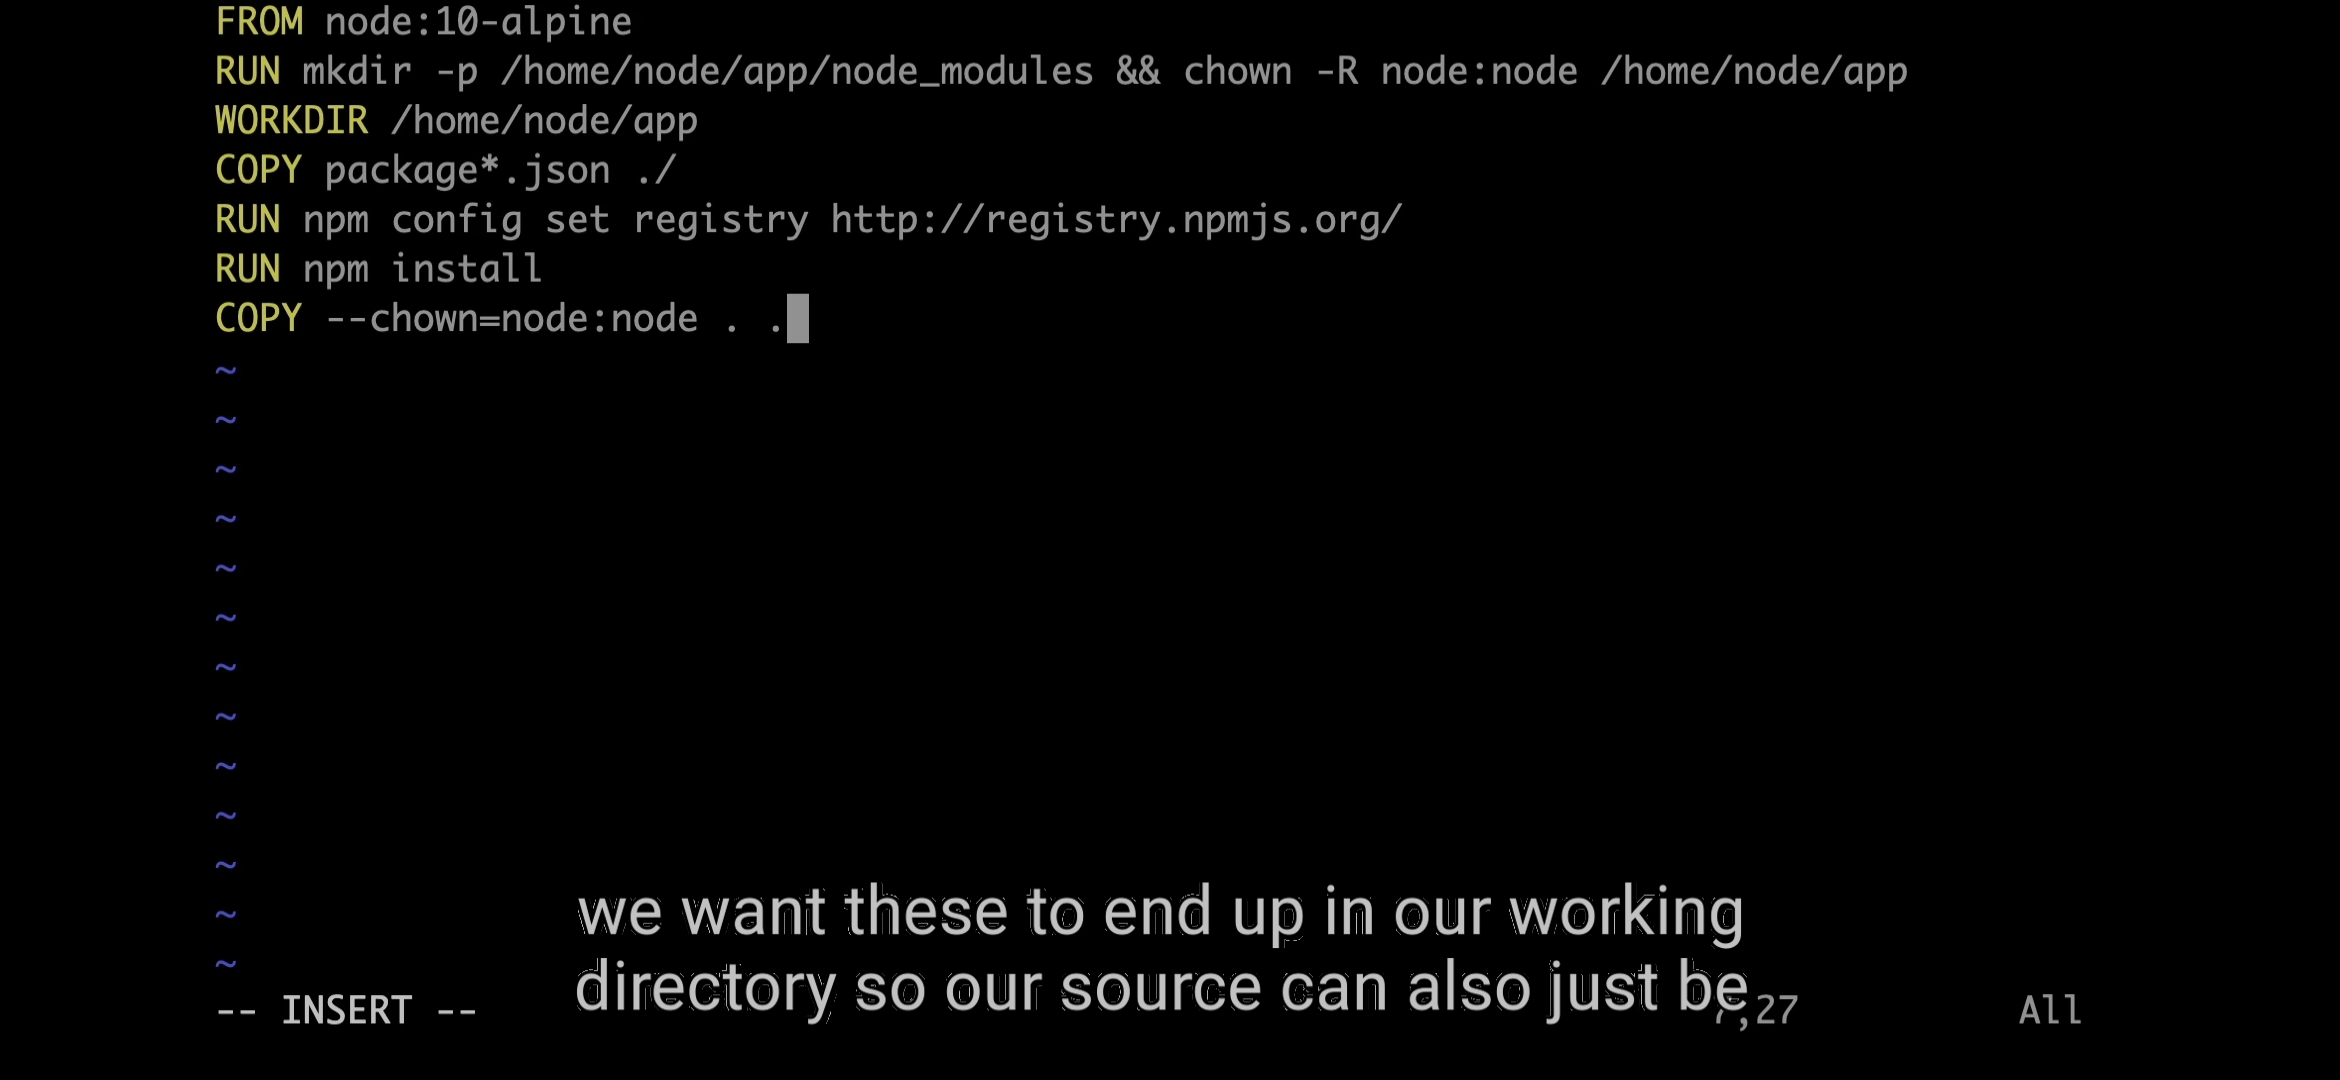 FROM node:10-alpine
RUN mkdir -p /home/node/app/node_modules && chown -R node:node /home/node/app
WORKDIR /home/node/app
COPY package*.json ./
RUN npm config set registry http://registry.npmjs.org/
RUN npm install
COPY --chown=node:node . .
~
~
~
~
~
~
~
~
~
~
~
~
~
we want these to end up in our working
directory so our source can also just be
-- INSERT -- 7,27 All